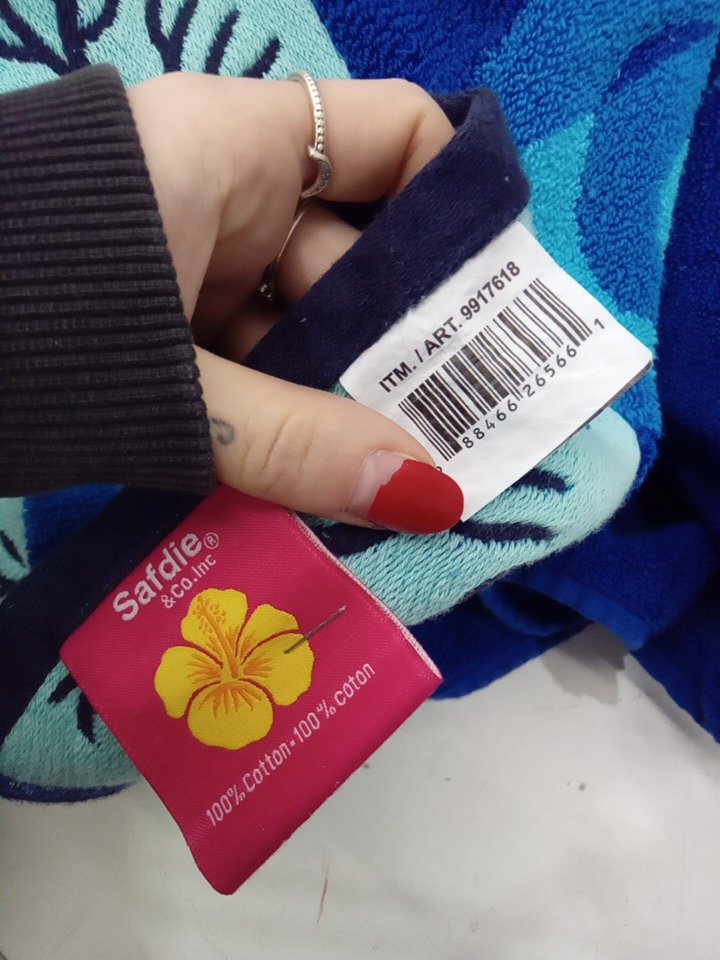 ITM. / ART. 9917618
88466 26566 1
Safdie®
& CO. Inc
100% Cotton • 100% coton